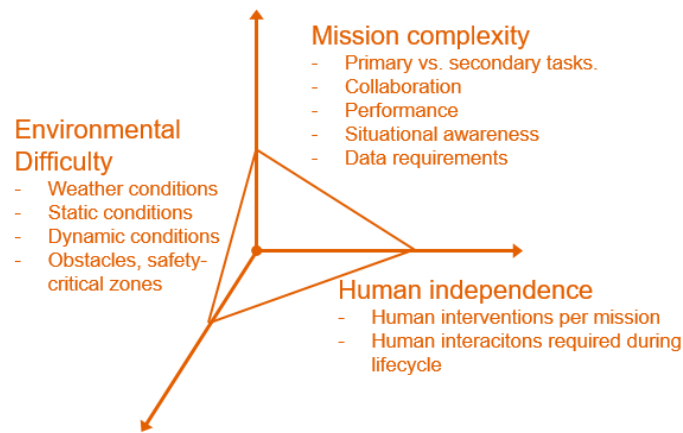 Mission complexity
- Primary vs. secondary tasks.
- Collaboration
- Performance
- Situational awareness
- Data requirements
Environmental
Difficulty
- Weather conditions
- Static conditions
- Dynamic conditions
- Obstacles, safety-
critical zones
Human independence
- Human interventions per mission
- Human interacitons required during
lifecycle